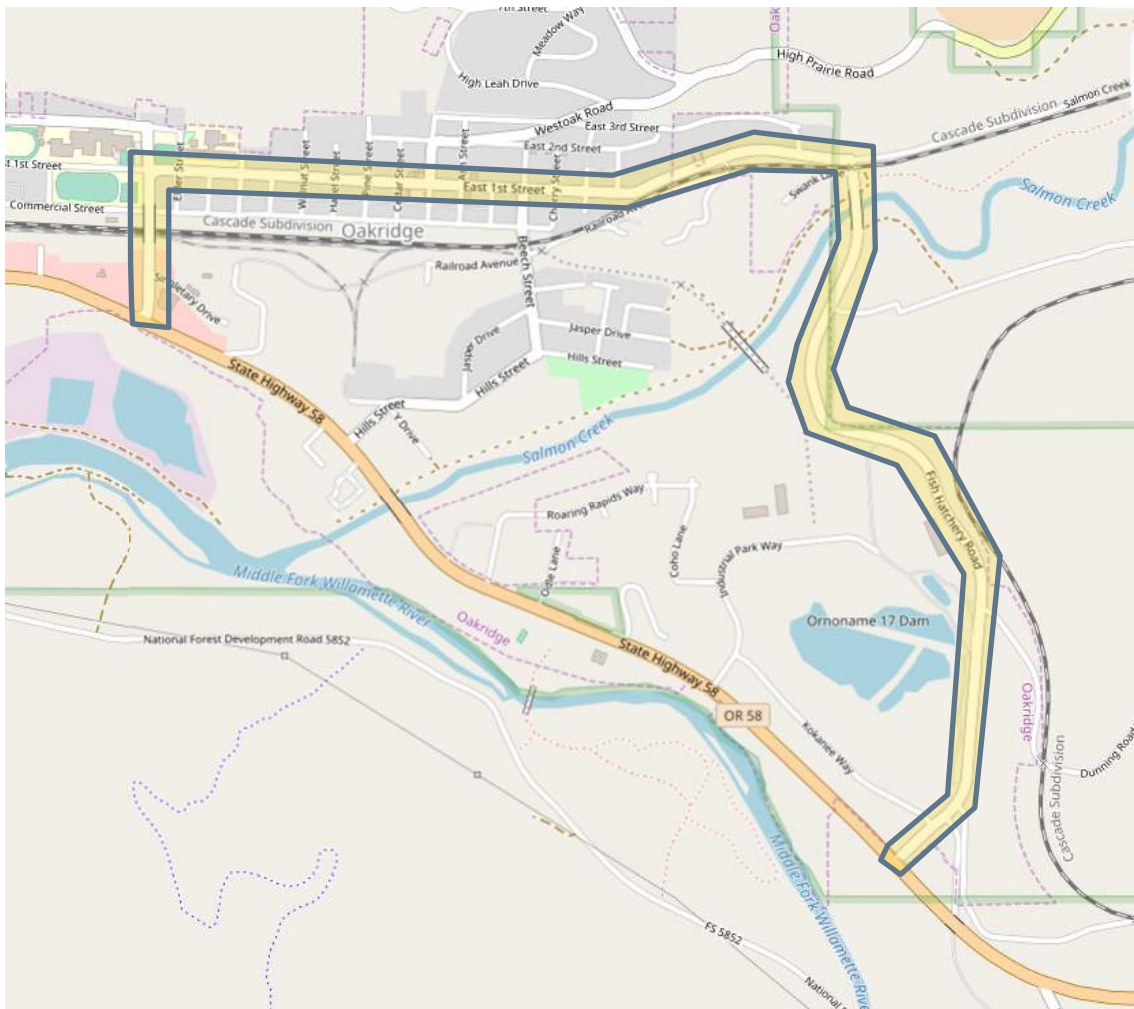 7th Street
Meadow Way
Oak
High Prairie Road
High Leah Drive
Westoak Road
Cascade Subdivision
Salmon Creek
East 3rd Street
East 2nd Street
Ash Street
st 1st Street
Walnut Street
Hazel Street
Pine Street
Cedar Street
East 1st Street
Cherry Street
Salmon Creek
Commercial Street
Cascade Subdivision
Oakridge
Railroad Avenue
Beech Street
Jasper Drive
Jasper Drive
Hills Street
Hills Street
State Highway 58
Hills Street
Y Drive
Salmon Creek
Fish Hatchery Road
Roaring Rapids Way
Coho Lane
Industrial Park Way
Odle Lane
Middle Fork Willamette River
Oakridge
Ornoname 17 Dam
National Forest Development Road 5852
State Highway 58
OR 58
Oakridge
Kokanee Way
Dunning Road
Cascade Subdivision
Middle Fork Willamette Rive
FS 5852
National